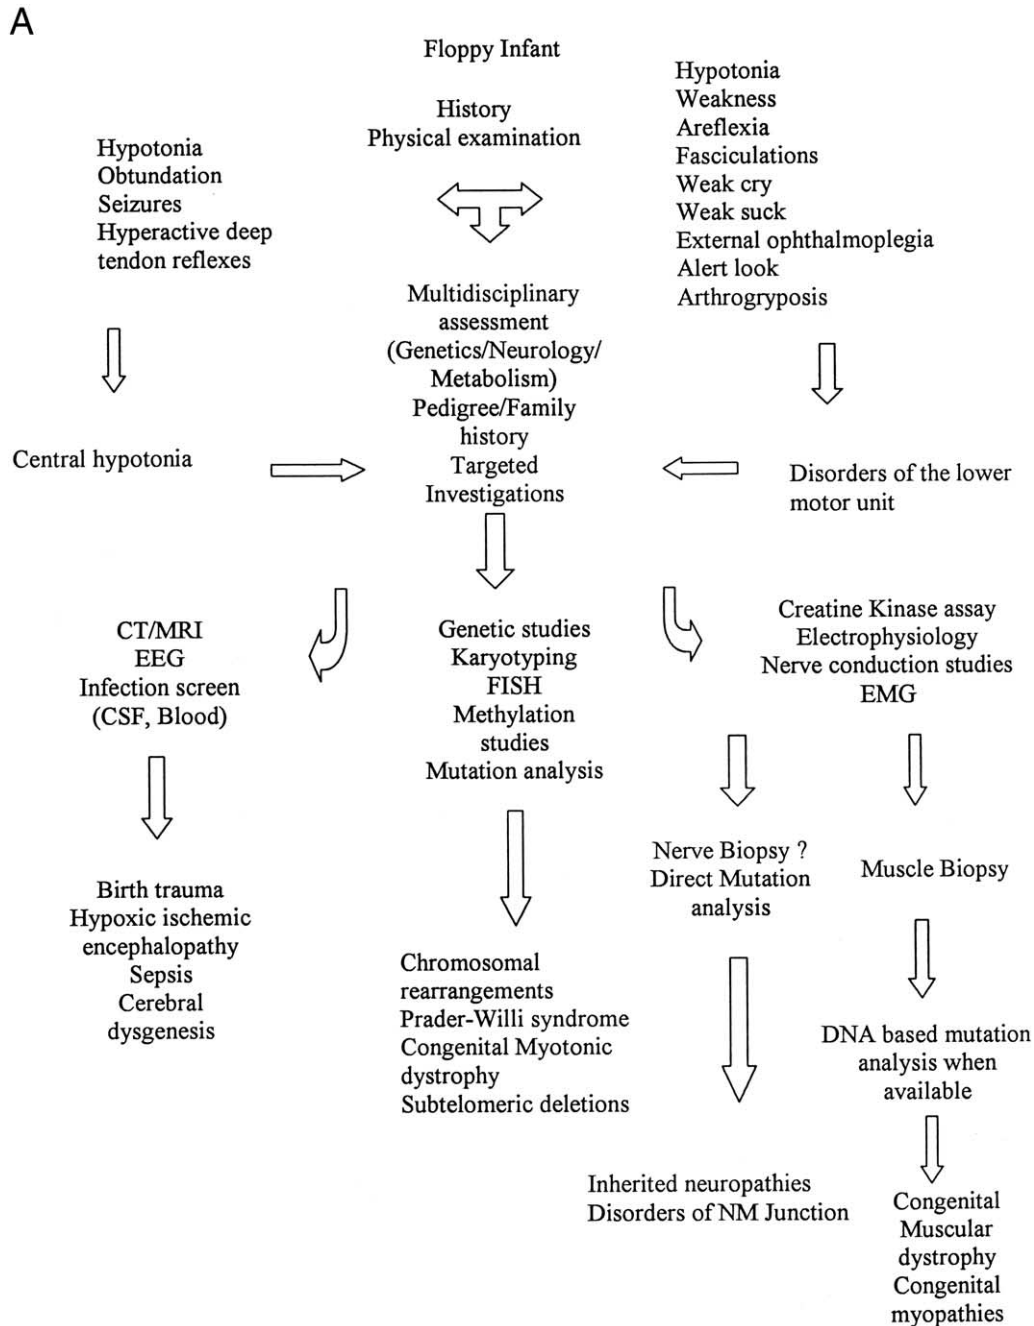 A
Floppy Infant
History
Physical examination
Hypotonia
Obtundation
Seizures
Hyperactive deep
tendon reflexes
Hypotonia
Weakness
Areflexia
Fasciculations
Weak cry
Weak suck
External ophthalmoplegia
Alert look
Arthrogryposis
Multidisciplinary
assessment
(Genetics/Neurology/
Metabolism)
Pedigree/Family
history
Targeted
Investigations
Central hypotonia
Disorders of the lower
motor unit
CT/MRI
EEG
Infection screen
(CSF, Blood)
Genetic studies
Karyotyping
FISH
Methylation
studies
Mutation analysis
Creatine Kinase assay
Electrophysiology
Nerve conduction studies
EMG
Birth trauma
Hypoxic ischemic
encephalopathy
Sepsis
Cerebral
dysgenesis
Chromosomal
rearrangements
Prader-Willi syndrome
Congenital Myotonic
dystrophy
Subtelomeric deletions
Nerve Biopsy ?
Direct Mutation
analysis
Muscle Biopsy
DNA based mutation
analysis when
available
Inherited neuropathies
Disorders of NM Junction
Congenital
Muscular
dystrophy
Congenital
myopathies